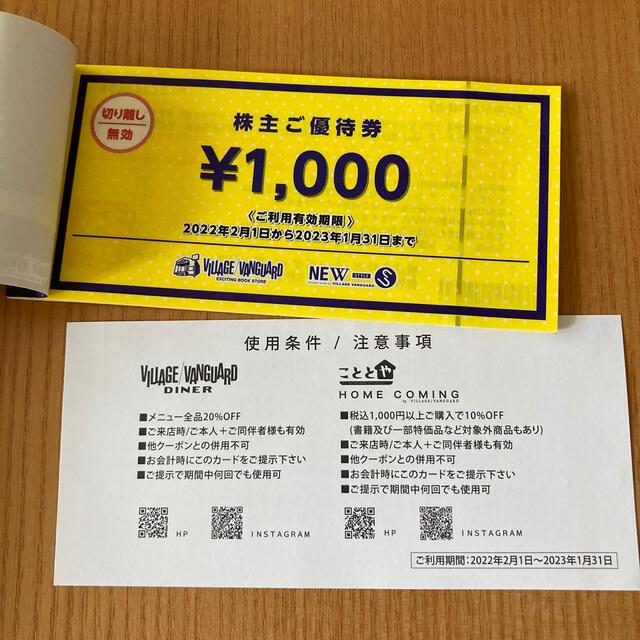 切り離し
無効
株主ご優待券
¥1,000
〈ご利用有効期限〉
2022年2月1日から2023年1月31日まで
VILLAGE/VANGUARD
EXCITING BOOK STORE
NEW STYLE S
BROUGHT TO YOU BY VILLAGE VANGUARD
使用条件 / 注意事項
VILLAGE/VANGUARD
DINER
■メニュー全品20%OFF
■ご来店時/ご本人+ご同伴者様も有効
■他クーポンとの併用不可
■お会計時にこのカードをご提示下さい
■ご提示で期間中何回でも使用可
HP
INSTAGRAM
こととや
HOME COMING
by VILLAGE/VANGUARD
■税込1,000円以上ご購入で10%OFF
(書籍及び一部特価品など対象外商品もあり)
■ご来店時/ご本人+ご同伴者様も有効
■他クーポンとの併用不可
■お会計時にこのカードをご提示下さい
■ご提示で期間中何回でも使用可
HP
INSTAGRAM
ご利用期間:2022年2月1日~2023年1月31日